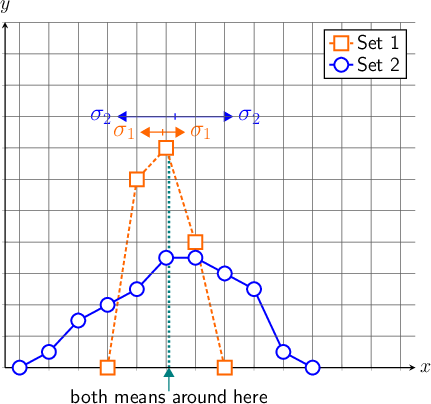 y
Set 1
Set 2
σ₂ σ₂
σ₁ σ₁
x
both means around here